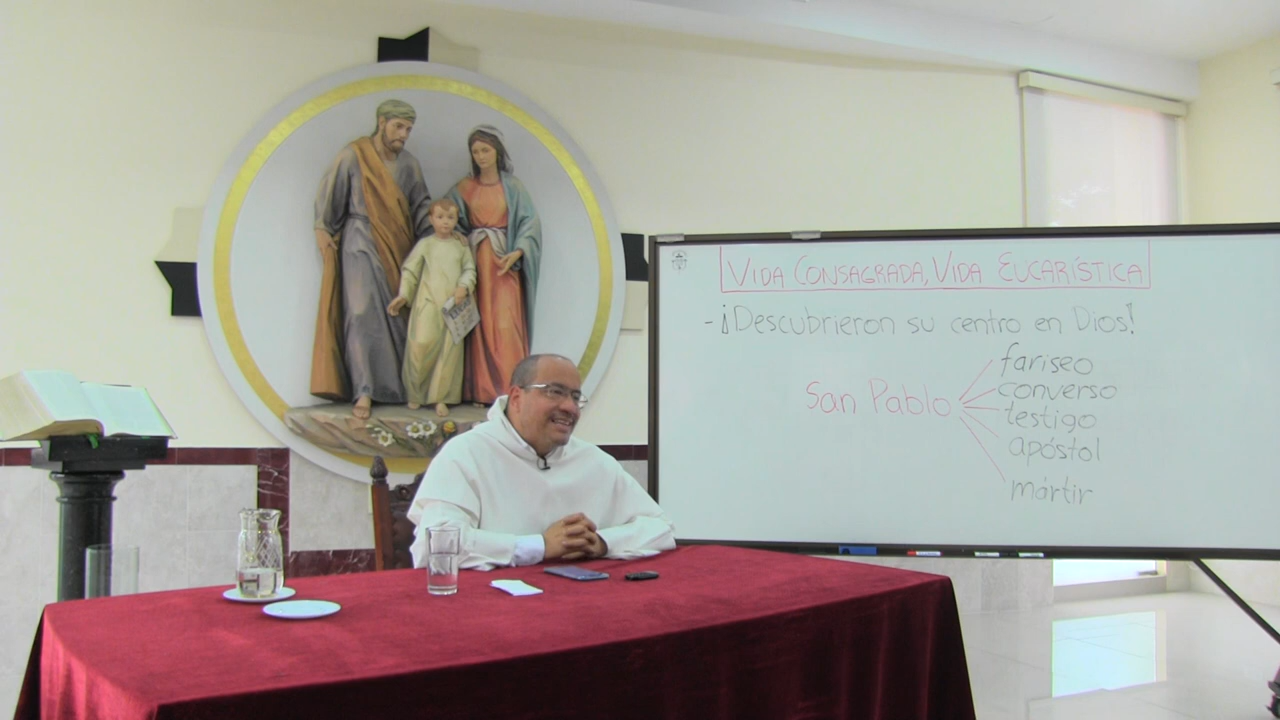 VIDA CONSAGRADA, VIDA EUCARÍSTICA
- ¡Descubrieron su centro en Dios!
San Pablo
fariseo
converso
testigo
apóstol
mártir